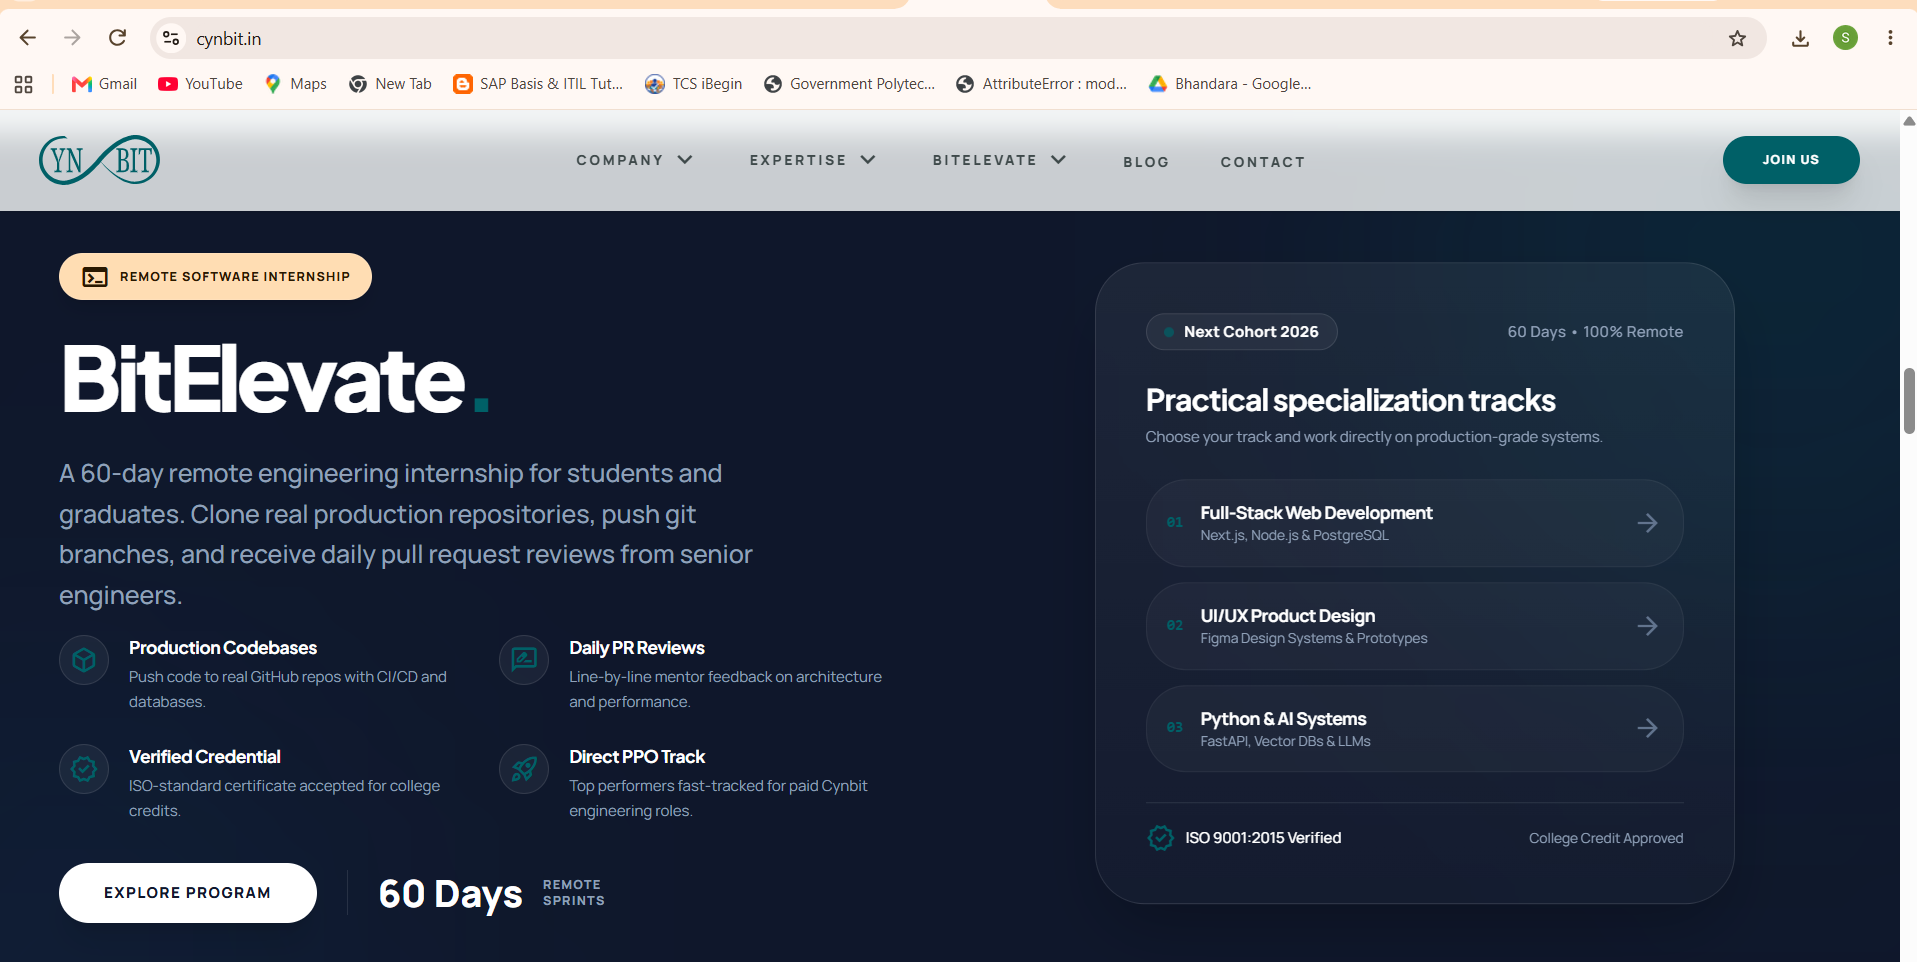 cynbit.in
S
Gmail
YouTube
Maps
New Tab
SAP Basis & ITIL Tut...
TCS iBegin
Government Polytec...
AttributeError : mod...
Bhandara - Google...
YN BIT
COMPANY
EXPERTISE
BITELEVATE
BLOG
CONTACT
JOIN US
REMOTE SOFTWARE INTERNSHIP
BitElevate.
A 60-day remote engineering internship for students and
graduates. Clone real production repositories, push git
branches, and receive daily pull request reviews from senior
engineers.
Production Codebases
Push code to real GitHub repos with CI/CD and
databases.
Daily PR Reviews
Line-by-line mentor feedback on architecture
and performance.
Verified Credential
ISO-standard certificate accepted for college
credits.
Direct PPO Track
Top performers fast-tracked for paid Cynbit
engineering roles.
EXPLORE PROGRAM
60 Days
REMOTE
SPRINTS
Next Cohort 2026
60 Days • 100% Remote
Practical specialization tracks
Choose your track and work directly on production-grade systems.
01
Full-Stack Web Development
Next.js, Node.js & PostgreSQL
02
UI/UX Product Design
Figma Design Systems & Prototypes
03
Python & AI Systems
FastAPI, Vector DBs & LLMs
ISO 9001:2015 Verified
College Credit Approved